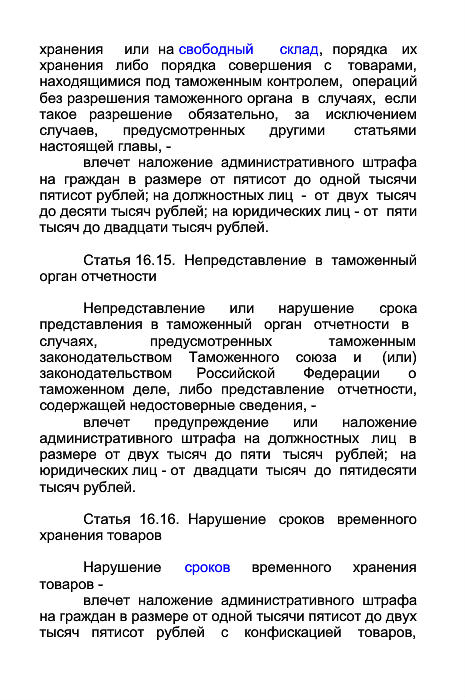 хранения или на свободный склад, порядка их
хранения либо порядка совершения с товарами,
находящимися под таможенным контролем, операций
без разрешения таможенного органа в случаях, если
такое разрешение обязательно, за исключением
случаев, предусмотренных другими статьями
настоящей главы, -
влечет наложение административного штрафа
на граждан в размере от пятисот до одной тысячи
пятисот рублей; на должностных лиц - от двух тысяч
до десяти тысяч рублей; на юридических лиц - от пяти
тысяч до двадцати тысяч рублей.
Статья 16.15. Непредставление в таможенный
орган отчетности
Непредставление или нарушение срока
представления в таможенный орган отчетности в
случаях, предусмотренных таможенным
законодательством Таможенного союза и (или)
законодательством Российской Федерации о
таможенном деле, либо представление отчетности,
содержащей недостоверные сведения, -
влечет предупреждение или наложение
административного штрафа на должностных лиц в
размере от двух тысяч до пяти тысяч рублей; на
юридических лиц - от двадцати тысяч до пятидесяти
тысяч рублей.
Статья 16.16. Нарушение сроков временного
хранения товаров
Нарушение сроков временного хранения
товаров -
влечет наложение административного штрафа
на граждан в размере от одной тысячи пятисот до двух
тысяч пятисот рублей с конфискацией товаров,